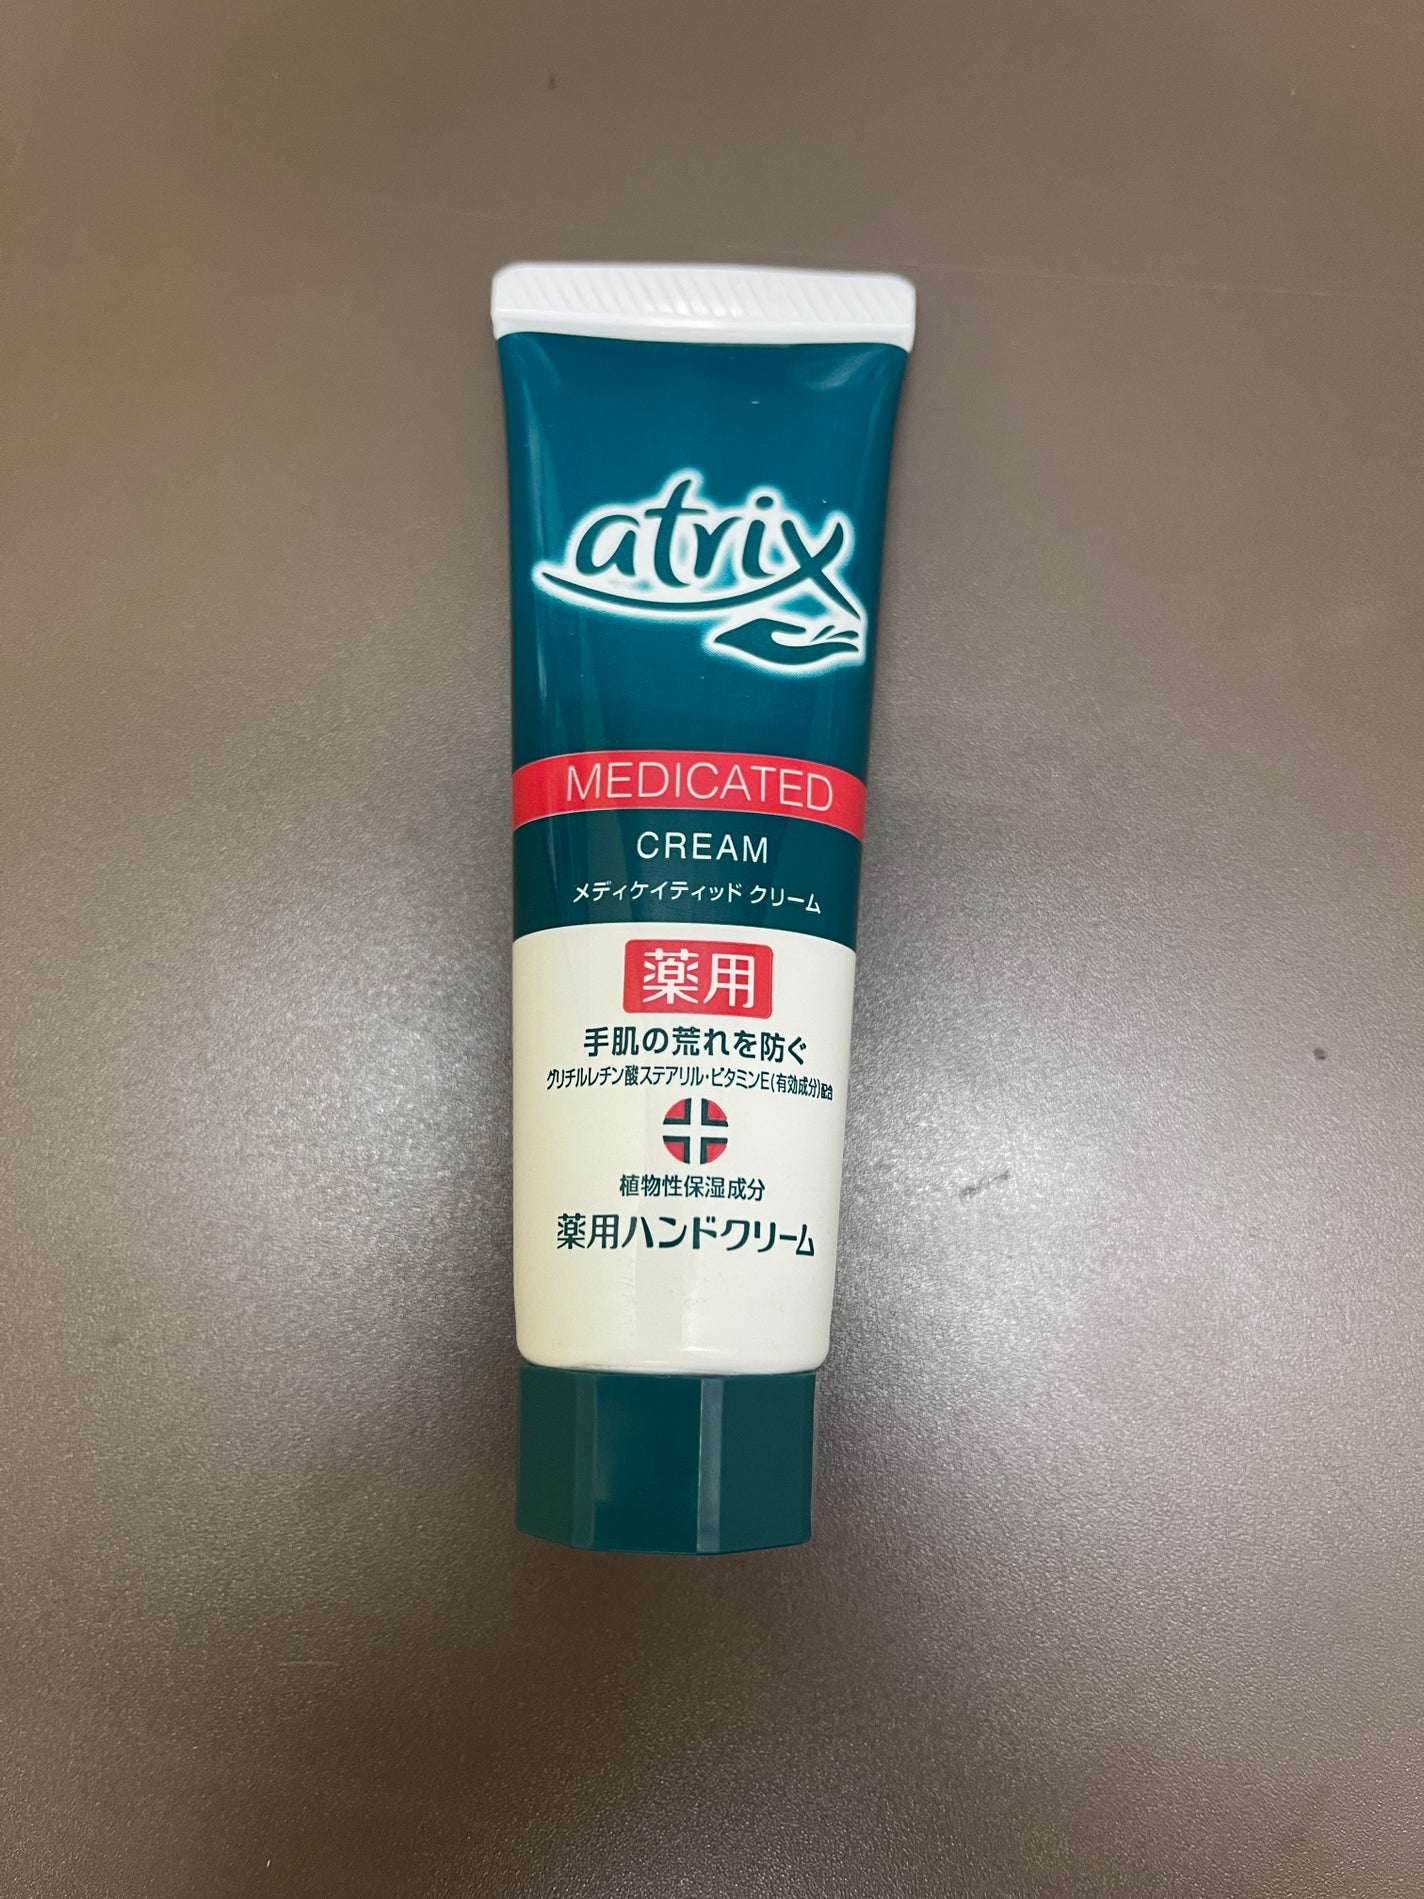 atrix
MEDICATED
CREAM
メディケイティッド クリーム
薬用
手肌の荒れを防ぐ
グリチルレチン酸ステアリル・ビタミンE(有効成分)配合
植物性保湿成分
薬用ハンドクリーム